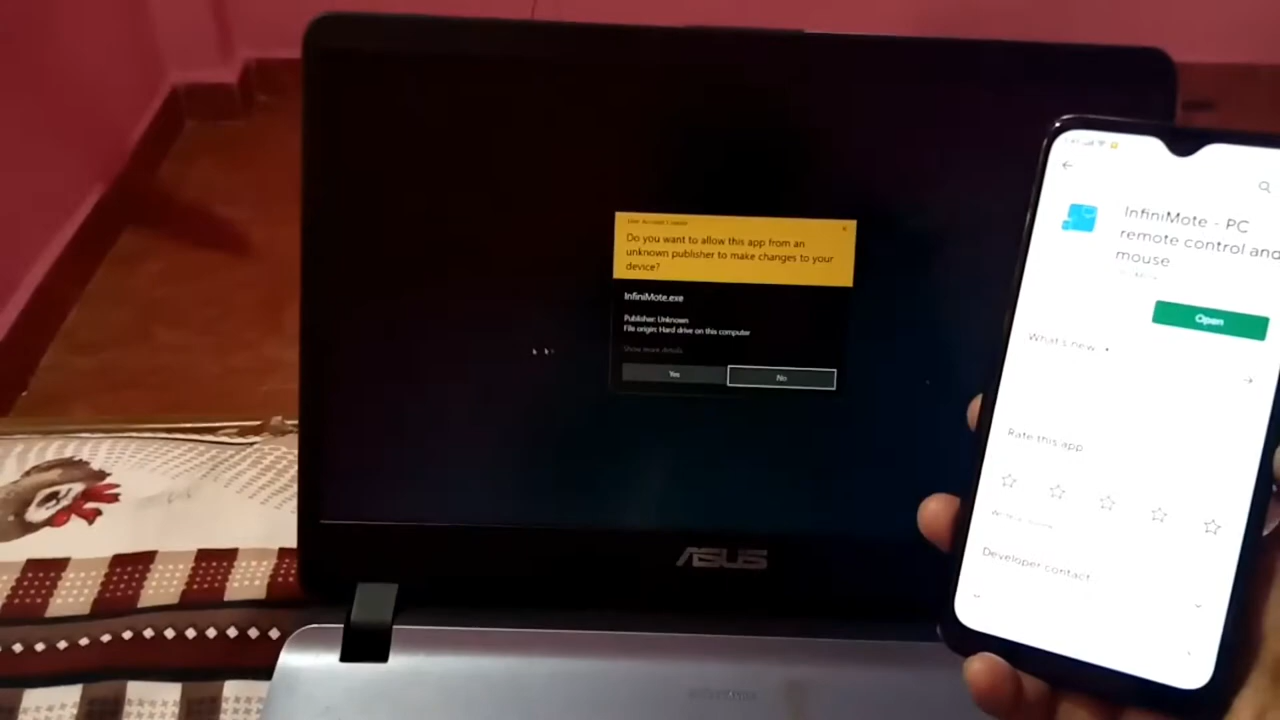 User Account Control
Do you want to allow this app from an
unknown publisher to make changes to your
device?
InfiniMote.exe
Publisher: Unknown
File origin: Hard drive on this computer
Show more details
Yes
No
ASUS
InfiniMote - PC
remote control and
mouse
Open
What's new
Rate this app
Developer contact